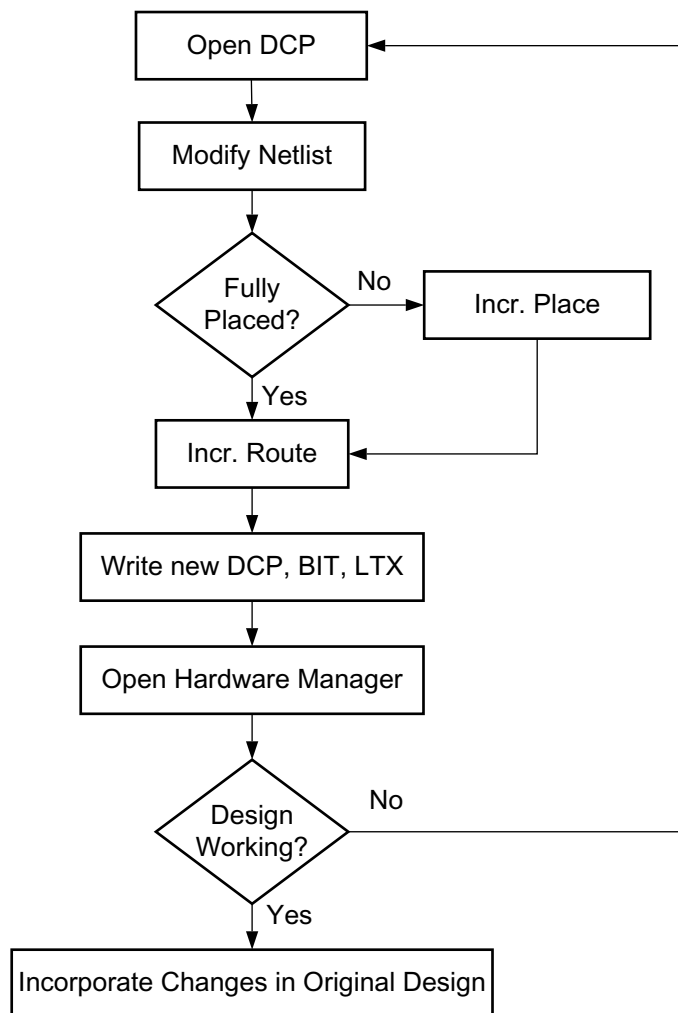 Open DCP
Modify Netlist
Fully
Placed?
No
Incr. Place
Yes
Incr. Route
Write new DCP, BIT, LTX
Open Hardware Manager
Design
Working?
No
Yes
Incorporate Changes in Original Design